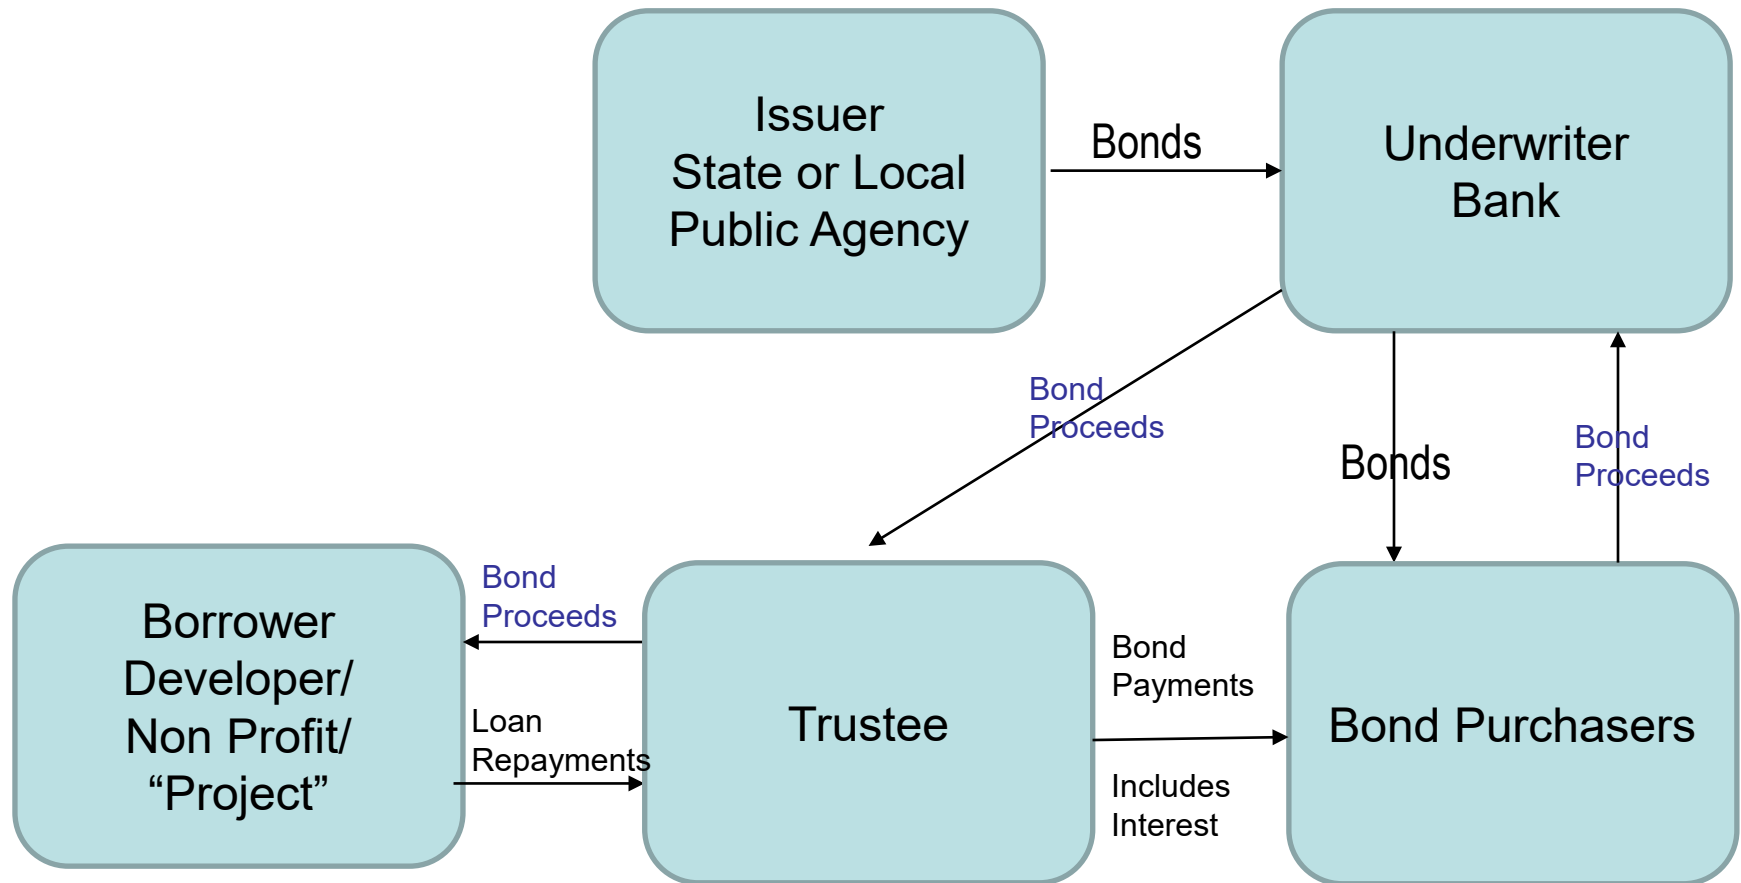 Issuer
State or Local
Public Agency
Bonds
Underwriter
Bank
Bond
Proceeds
Bonds
Bond
Proceeds
Borrower
Developer/
Non Profit/
“Project”
Bond
Proceeds
Loan
Repayments
Trustee
Bond
Payments
Includes
Interest
Bond Purchasers